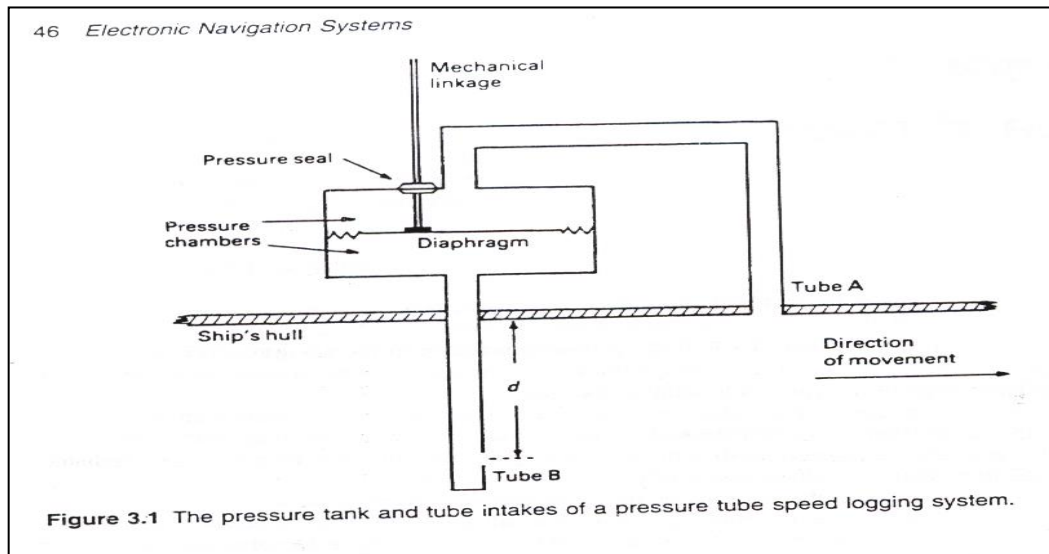 46 Electronic Navigation Systems
Mechanical
linkage
Pressure seal
Pressure
chambers
Diaphragm
Tube A
Ship's hull
Direction
of movement
d
Tube B
Figure 3.1 The pressure tank and tube intakes of a pressure tube speed logging system.